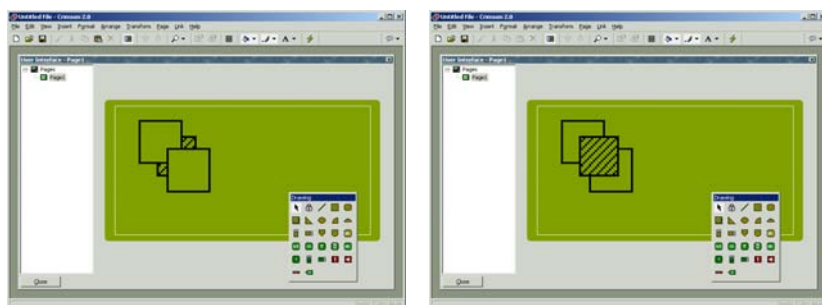 Untitled File - Crimson 2.0
File Edit View Insert Format Arrange Transform Page Link Help
User Interface - Page1
Pages
Page1
Drawing
Close
Untitled File - Crimson 2.0
File Edit View Insert Format Arrange Transform Page Link Help
User Interface - Page1
Pages
Page1
Drawing
Close